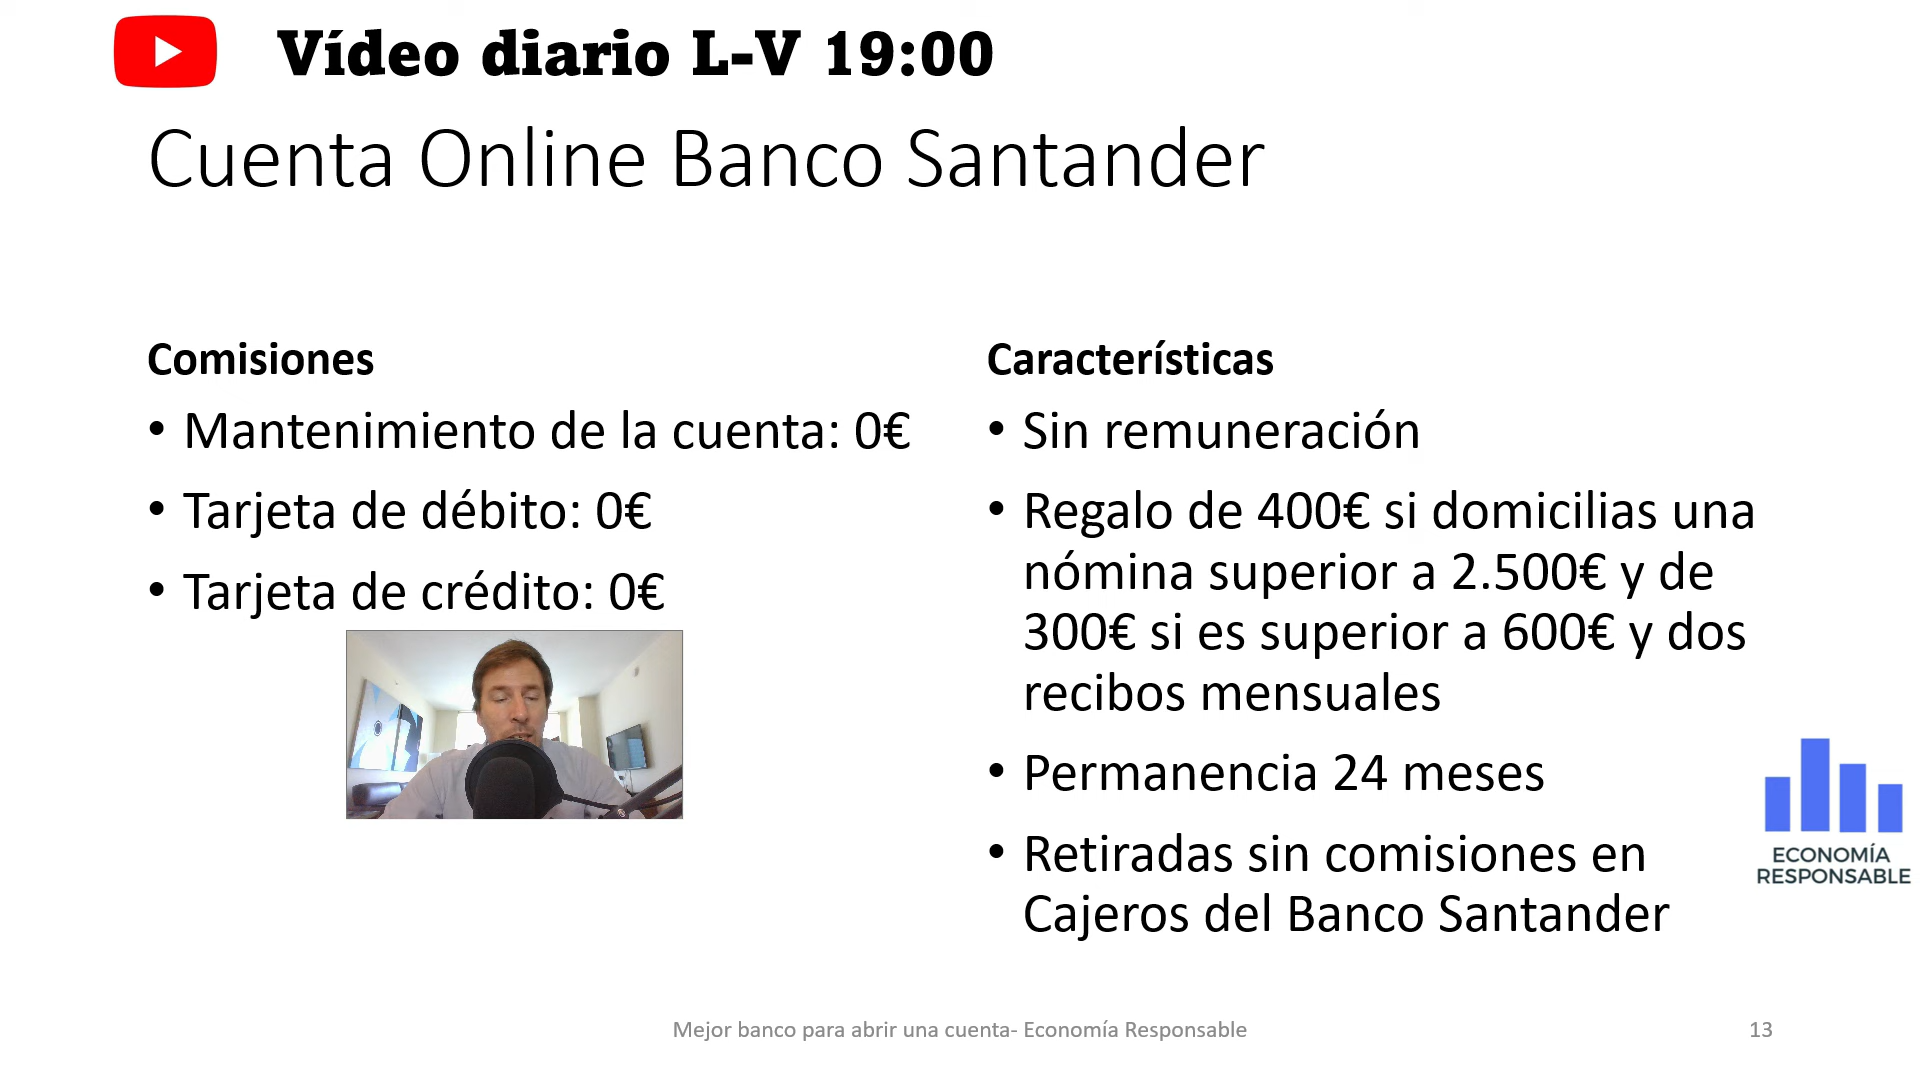 Vídeo diario L-V 19:00
Cuenta Online Banco Santander
Comisiones
• Mantenimiento de la cuenta: 0€
• Tarjeta de débito: 0€
• Tarjeta de crédito: 0€
Características
• Sin remuneración
• Regalo de 400€ si domicilias una
nómina superior a 2.500€ y de
300€ si es superior a 600€ y dos
recibos mensuales
• Permanencia 24 meses
• Retiradas sin comisiones en
Cajeros del Banco Santander
ECONOMÍA
RESPONSABLE
Mejor banco para abrir una cuenta- Economía Responsable
13